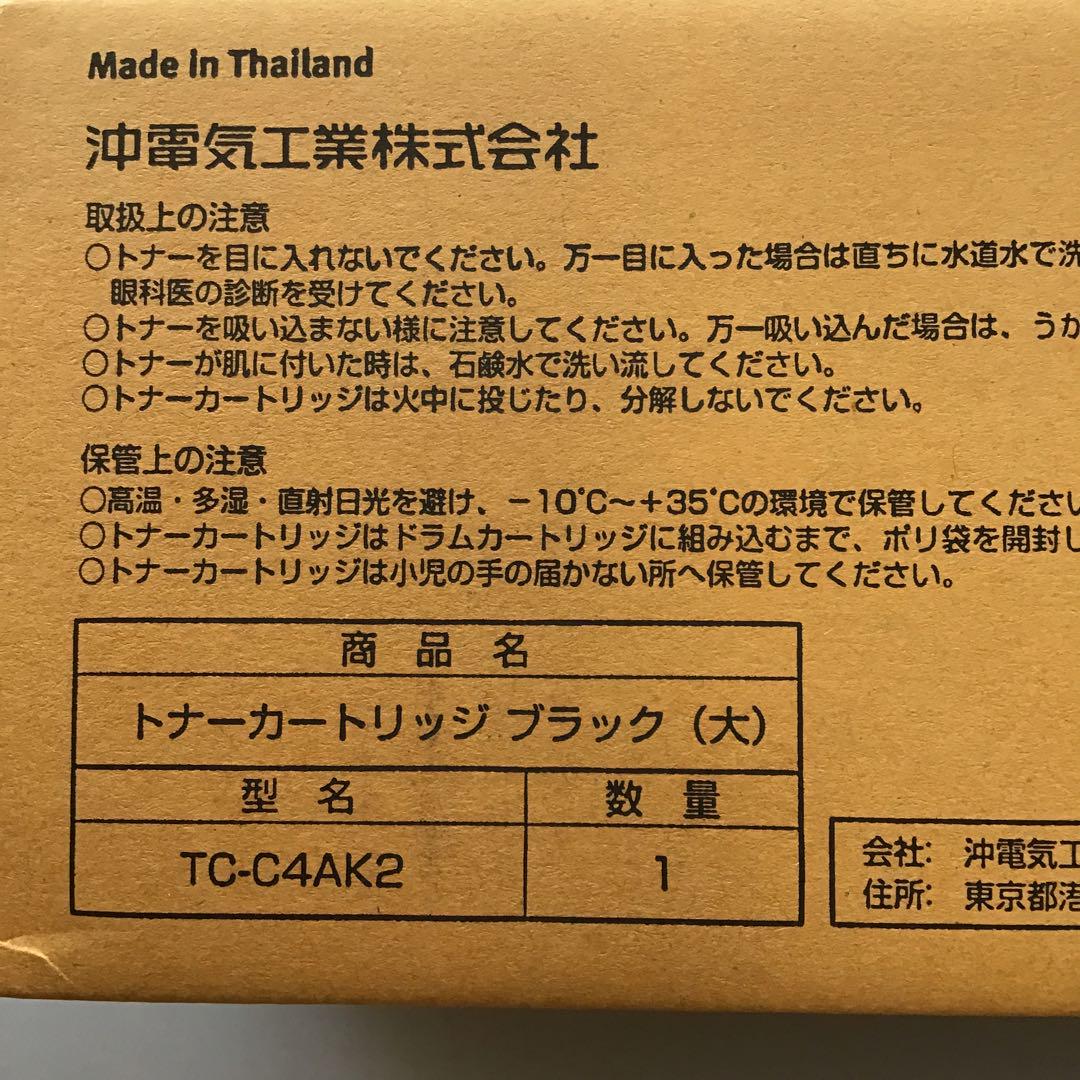 Made in Thailand
沖電気工業株式会社
取扱上の注意
○トナーを目に入れないでください。万一目に入った場合は直ちに水道水で洗
眼科医の診断を受けてください。
○トナーを吸い込まない様に注意してください。万一吸い込んだ場合は、うか
○トナーが肌に付いた時は、石鹸水で洗い流してください。
○トナーカートリッジは火中に投じたり、分解しないでください。
保管上の注意
○高温・多湿・直射日光を避け、−10℃〜+35℃の環境で保管してください
○トナーカートリッジはドラムカートリッジに組み込むまで、ポリ袋を開封し
○トナーカートリッジは小児の手の届かない所へ保管してください。
商品名
トナーカートリッジ ブラック（大）
型名 数量
TC-C4AK2 1
会社: 沖電気工
住所: 東京都港